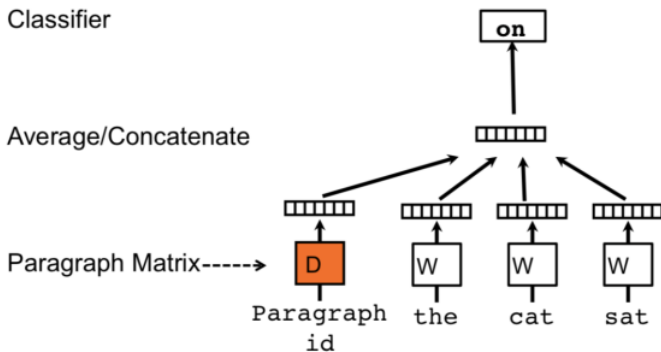 Classifier
on
Average/Concatenate
Paragraph Matrix
D
W
W
W
Paragraph
id
the
cat
sat